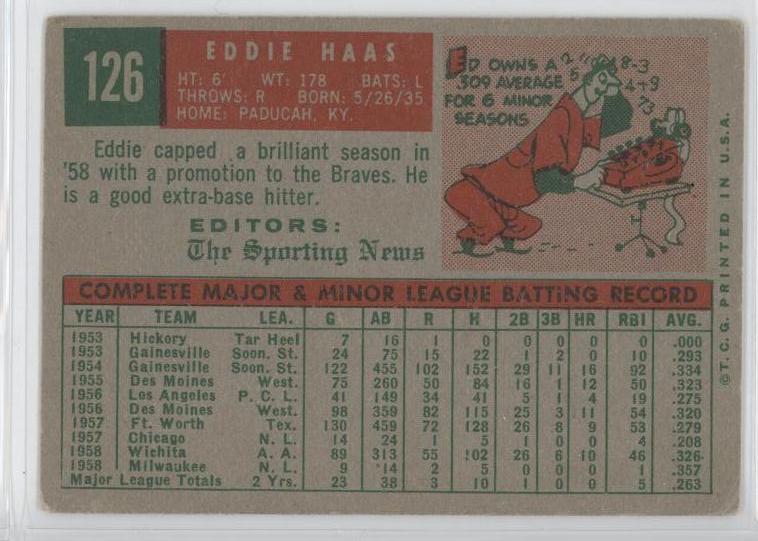 126
EDDIE HAAS
HT: 6' WT: 178 BATS: L
THROWS: R BORN: 5/26/35
HOME: PADUCAH, KY.
ED OWNS A
.309 AVERAGE
FOR 6 MINOR
SEASONS
2 11 8-3
6 4+9
73
Eddie capped a brilliant season in
'58 with a promotion to the Braves. He
is a good extra-base hitter.
EDITORS:
The Sporting News
COMPLETE MAJOR & MINOR LEAGUE BATTING RECORD
YEAR TEAM LEA. G AB R H 2B 3B HR RBI AVG.
1953 Hickory Tar Heel 7 16 1 0 0 0 0 0 .000
1953 Gainesville Soon. St. 24 75 15 22 1 2 0 10 .293
1954 Gainesville Soon. St. 122 455 102 152 29 11 16 92 .334
1955 Des Moines West. 75 260 50 84 16 1 12 50 .323
1956 Los Angeles P. C. L. 41 149 34 41 5 1 4 19 .275
1956 Des Moines West. 98 359 82 115 25 3 11 54 .320
1957 Ft. Worth Tex. 130 459 72 128 26 8 9 53 .279
1957 Chicago N. L. 14 24 1 5 1 0 0 4 .208
1958 Wichita A. A. 89 313 55 102 26 6 10 46 .326
1958 Milwaukee N. L. 9 14 2 5 0 0 0 1 .357
Major League Totals 2 Yrs. 23 38 3 10 1 0 0 5 .263
© T. C. G. PRINTED IN U.S.A.